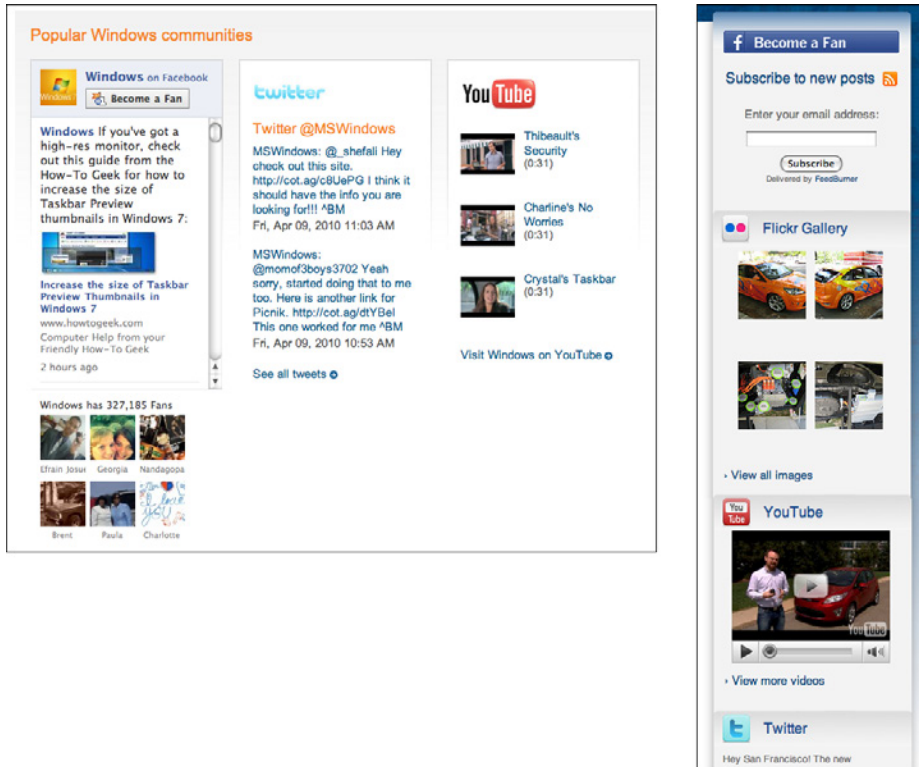 Popular Windows communities
Windows on Facebook
Become a Fan
Windows If you've got a
high-res monitor, check
out this guide from the
How-To Geek for how to
increase the size of
Taskbar Preview
thumbnails in Windows 7:
Increase the size of Taskbar
Preview Thumbnails in
Windows 7
www.howtogeek.com
Computer Help from your
Friendly How-To Geek
2 hours ago
Windows has 327,185 Fans
Efrain Josue Georgia Nandagopa
Brent Paula Charlotte
twitter
Twitter @MSWindows
MSWindows: @_shefali Hey
check out this site.
http://cot.ag/c8UePG I think it
should have the info you are
looking for!!! ^BM
Fri, Apr 09, 2010 11:03 AM
MSWindows:
@momof3boys3702 Yeah
sorry, started doing that to me
too. Here is another link for
Picnik. http://cot.ag/dtYBel
This one worked for me ^BM
Fri, Apr 09, 2010 10:53 AM
See all tweets
YouTube
Thibeault's
Security
(0:31)
Charline's No
Worries
(0:31)
Crystal's Taskbar
(0:31)
Visit Windows on YouTube
f Become a Fan
Subscribe to new posts
Enter your email address:
Subscribe
Delivered by FeedBurner
Flickr Gallery
View all images
You
Tube
YouTube
YouTube
View more videos
t
Twitter
Hey San Francisco! The new